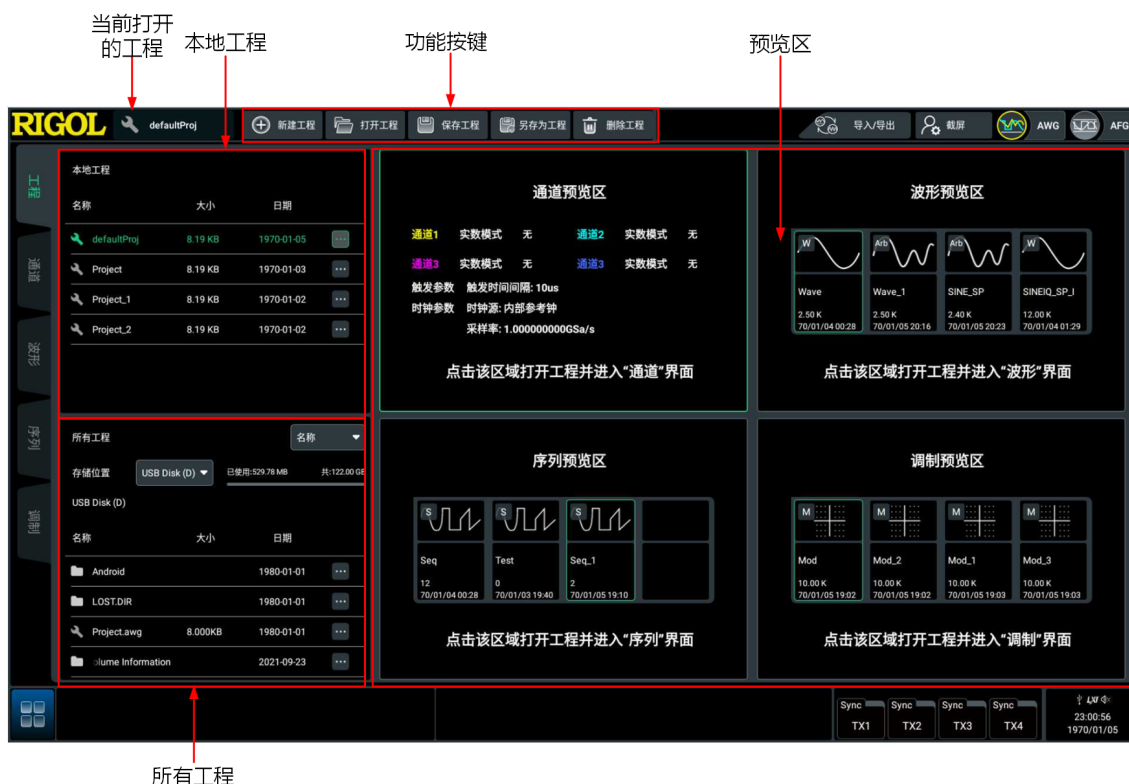 当前打开
的工程
本地工程
功能按键
预览区
RIGOL
defaultProj
新建工程
打开工程
保存工程
另存为工程
删除工程
导入/导出
截屏
AWG
AFG
工程
通道
波形
序列
调制
本地工程
名称 大小 日期
defaultProj 8.19 KB 1970-01-05
Project 8.19 KB 1970-01-03
Project_1 8.19 KB 1970-01-02
Project_2 8.19 KB 1970-01-02
所有工程 名称
存储位置 USB Disk (D) 已使用:529.78 MB 共:122.00 GB
USB Disk (D)
名称 大小 日期
Android 1980-01-01
LOST.DIR 1980-01-01
Project.awg 8.000KB 1980-01-01
olume Information 2021-09-23
通道预览区
通道1 实数模式 无 通道2 实数模式 无
通道3 实数模式 无 通道3 实数模式 无
触发参数 触发时间间隔: 10us
时钟参数 时钟源: 内部参考钟
采样率: 1.000000000GSa/s
点击该区域打开工程并进入“通道”界面
波形预览区
W Arb Arb W
Wave Wave_1 SINE_SP SINEIQ_SP_I
2.50 K 2.50 K 2.40 K 12.00 K
70/01/04 00:28 70/01/05 20:16 70/01/05 20:23 70/01/04 01:29
点击该区域打开工程并进入“波形”界面
序列预览区
S S S
Seq Test Seq_1
12 0 2
70/01/04 00:28 70/01/03 19:40 70/01/05 19:10
点击该区域打开工程并进入“序列”界面
调制预览区
M M M M
Mod Mod_2 Mod_1 Mod_3
10.00 K 10.00 K 10.00 K 10.00 K
70/01/05 19:02 70/01/05 19:02 70/01/05 19:03 70/01/05 19:03
点击该区域打开工程并进入“调制”界面
Sync Sync Sync Sync
TX1 TX2 TX3 TX4
LXI
23:00:56
1970/01/05
所有工程